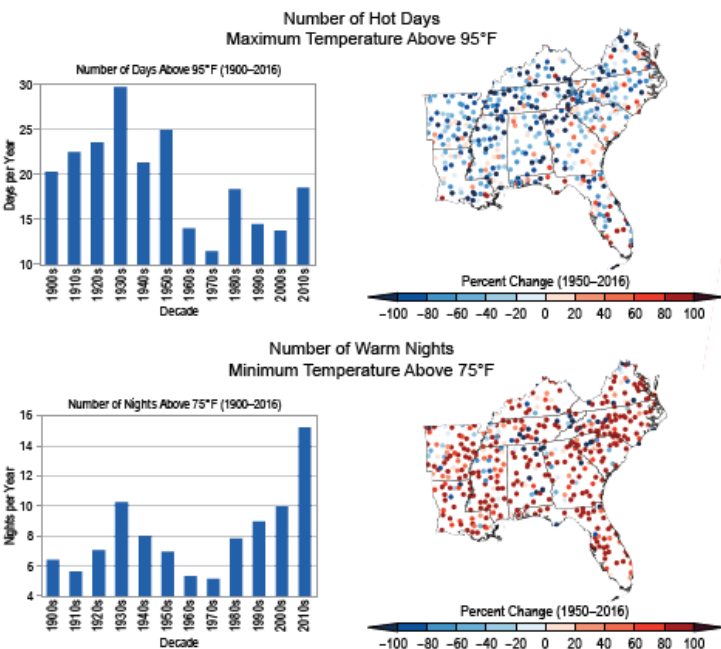 Number of Hot Days
Maximum Temperature Above 95°F
Number of Days Above 95°F (1900–2016)
30
25
20
15
10
Days per Year
1900s 1910s 1920s 1930s 1940s 1950s 1960s 1970s 1980s 1990s 2000s 2010s
Decade
Percent Change (1950–2016)
−100 −80 −60 −40 −20 0 20 40 60 80 100
Number of Warm Nights
Minimum Temperature Above 75°F
Number of Nights Above 75°F (1900–2016)
16
14
12
10
8
6
4
Nights per Year
1900s 1910s 1920s 1930s 1940s 1950s 1960s 1970s 1980s 1990s 2000s 2010s
Decade
Percent Change (1950–2016)
−100 −80 −60 −40 −20 0 20 40 60 80 100